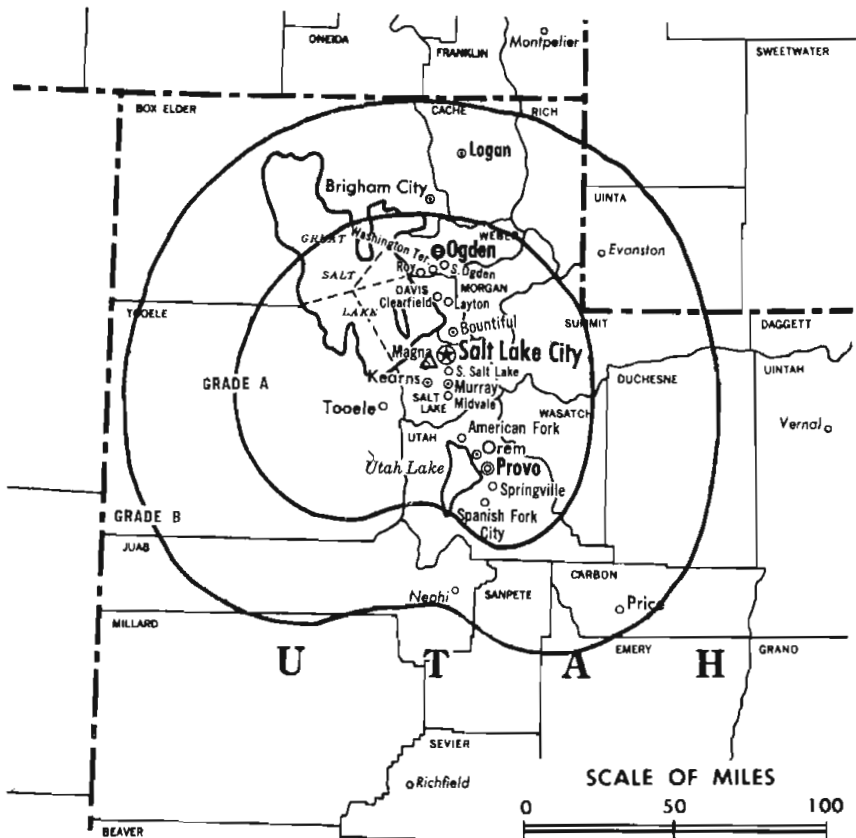 ONEIDA
FRANKLIN
Montpelier
SWEETWATER
BOX ELDER
CACHE
RICH
Logan
Brigham City
UINTA
GREAT
Washington Ter.
Ogden
WEBER
Evanston
SALT
Roy
S. Ogden
MORGAN
DAVIS
Clearfield
Layton
TOOELE
LAKE
Bountiful
SUMMIT
DAGGETT
Magna
Salt Lake City
GRADE A
Kearns
S. Salt Lake
Murray
Midvale
SALT
LAKE
DUCHESNE
UINTAH
Tooele
WASATCH
UTAH
American Fork
Vernal
Utah Lake
Orem
Provo
Springville
GRADE B
Spanish Fork
City
JUAB
CARBON
Nephi
SANPETE
Price
MILLARD
EMERY
GRAND
U T A H
SEVIER
Richfield
SCALE OF MILES
0 50 100
BEAVER